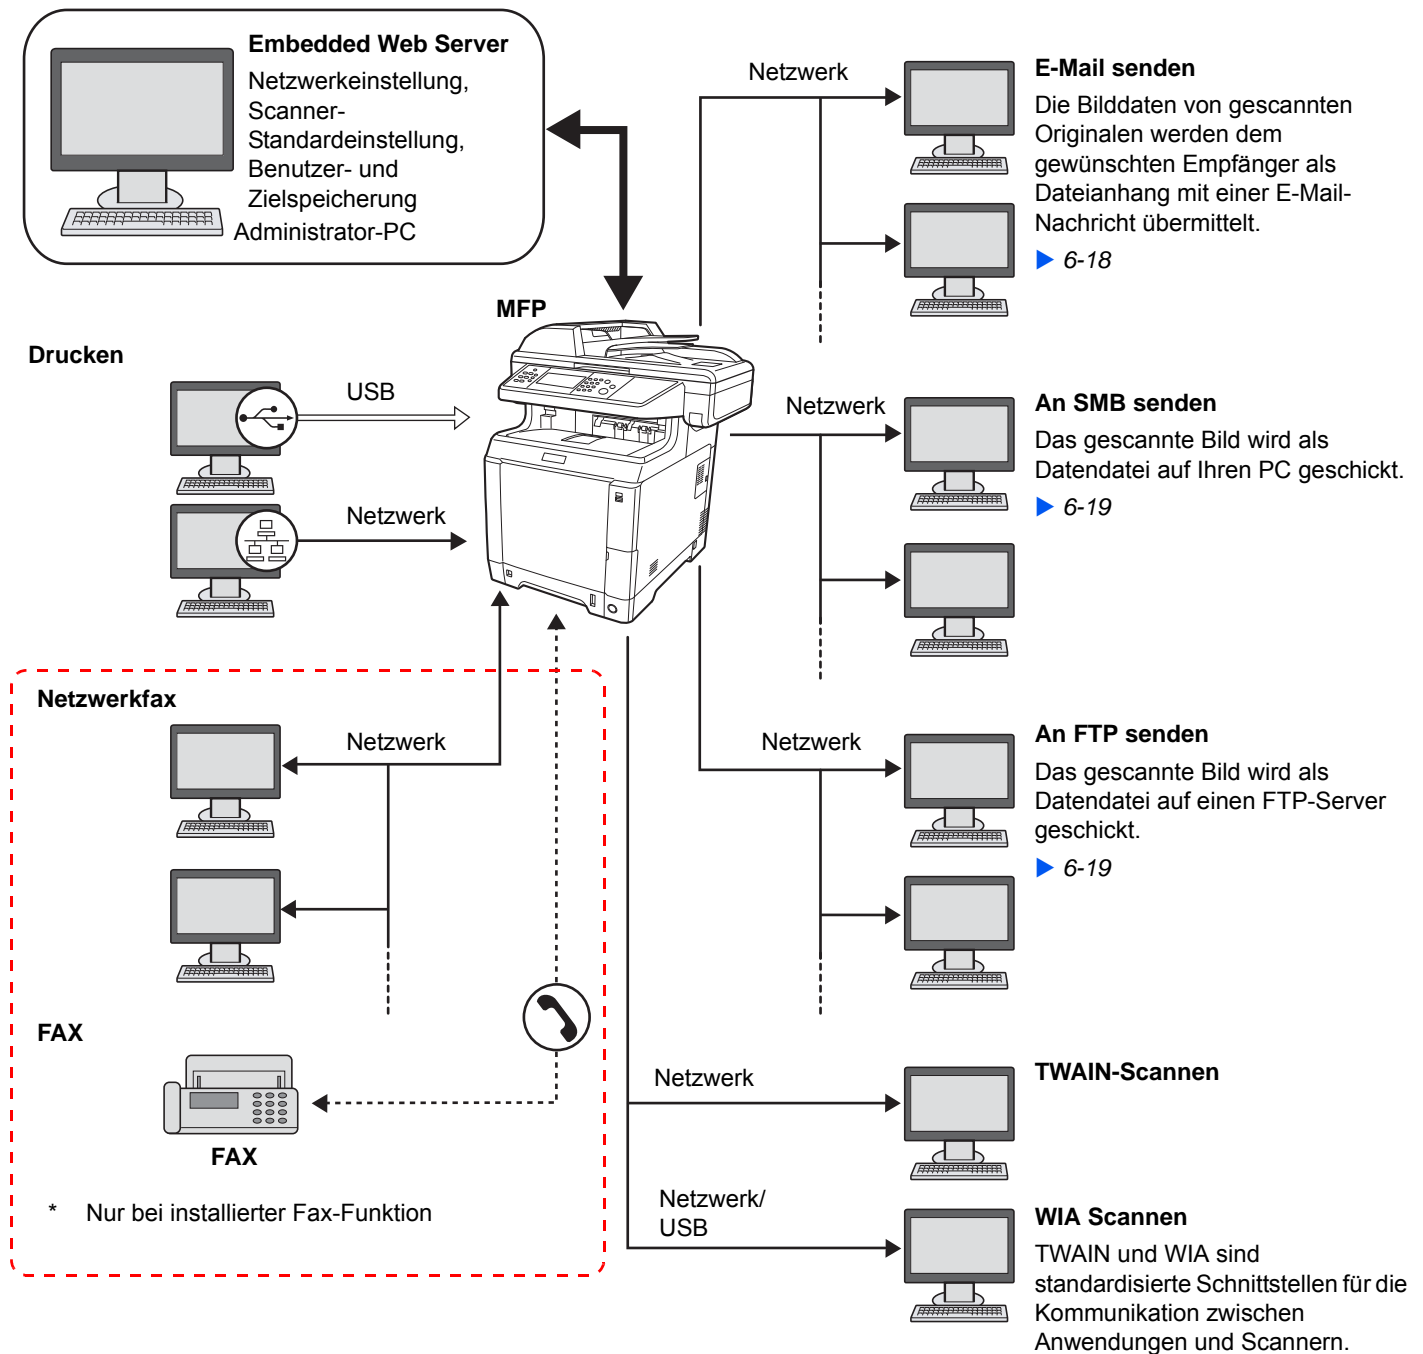 Embedded Web Server
Netzwerkeinstellung,
Scanner-
Standardeinstellung,
Benutzer- und
Zielspeicherung
Administrator-PC
MFP
Drucken
USB
Netzwerk
Netzwerkfax
Netzwerk
FAX
FAX
* Nur bei installierter Fax-Funktion
Netzwerk
E-Mail senden
Die Bilddaten von gescannten
Originalen werden dem
gewünschten Empfänger als
Dateianhang mit einer E-Mail-
Nachricht übermittelt.
6-18
Netzwerk
An SMB senden
Das gescannte Bild wird als
Datendatei auf Ihren PC geschickt.
6-19
Netzwerk
An FTP senden
Das gescannte Bild wird als
Datendatei auf einen FTP-Server
geschickt.
6-19
Netzwerk
TWAIN-Scannen
Netzwerk/
USB
WIA Scannen
TWAIN und WIA sind
standardisierte Schnittstellen für die
Kommunikation zwischen
Anwendungen und Scannern.